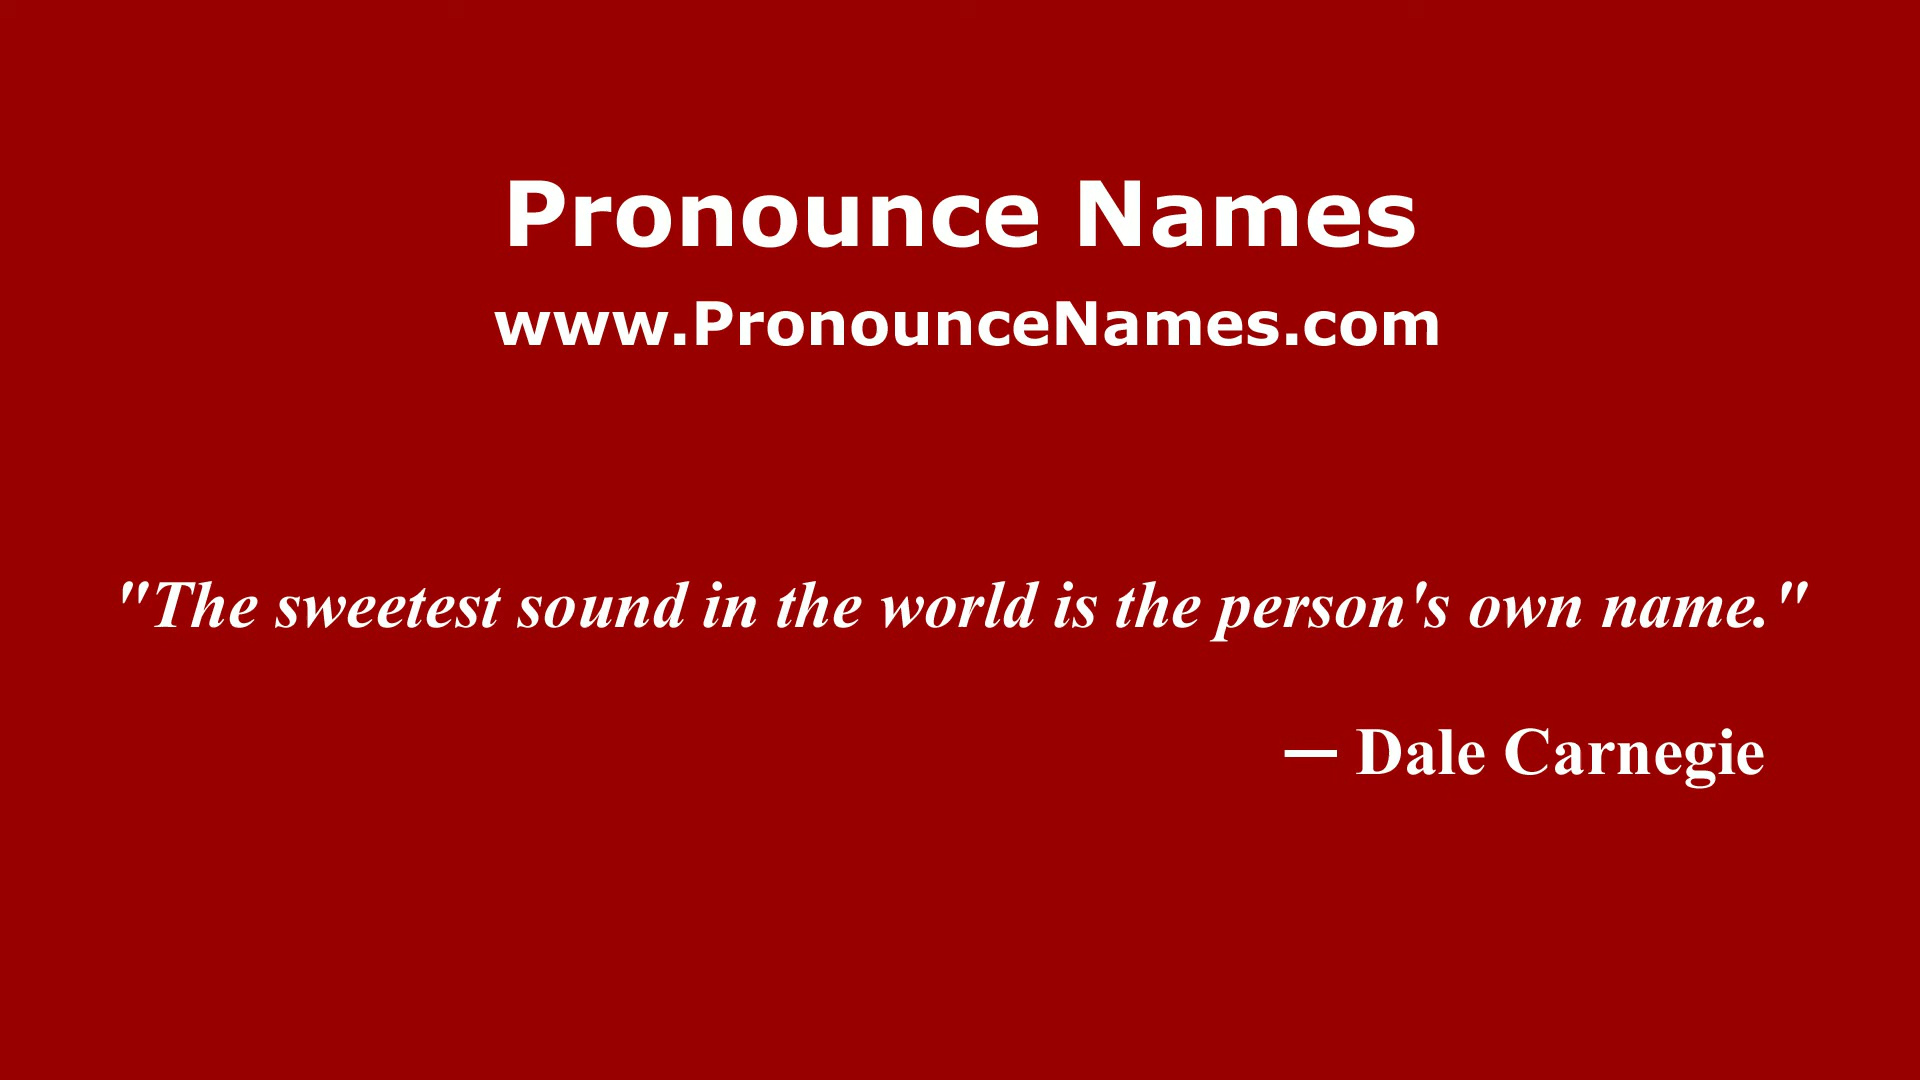 Pronounce Names
www.PronounceNames.com
"The sweetest sound in the world is the person's own name."
— Dale Carnegie